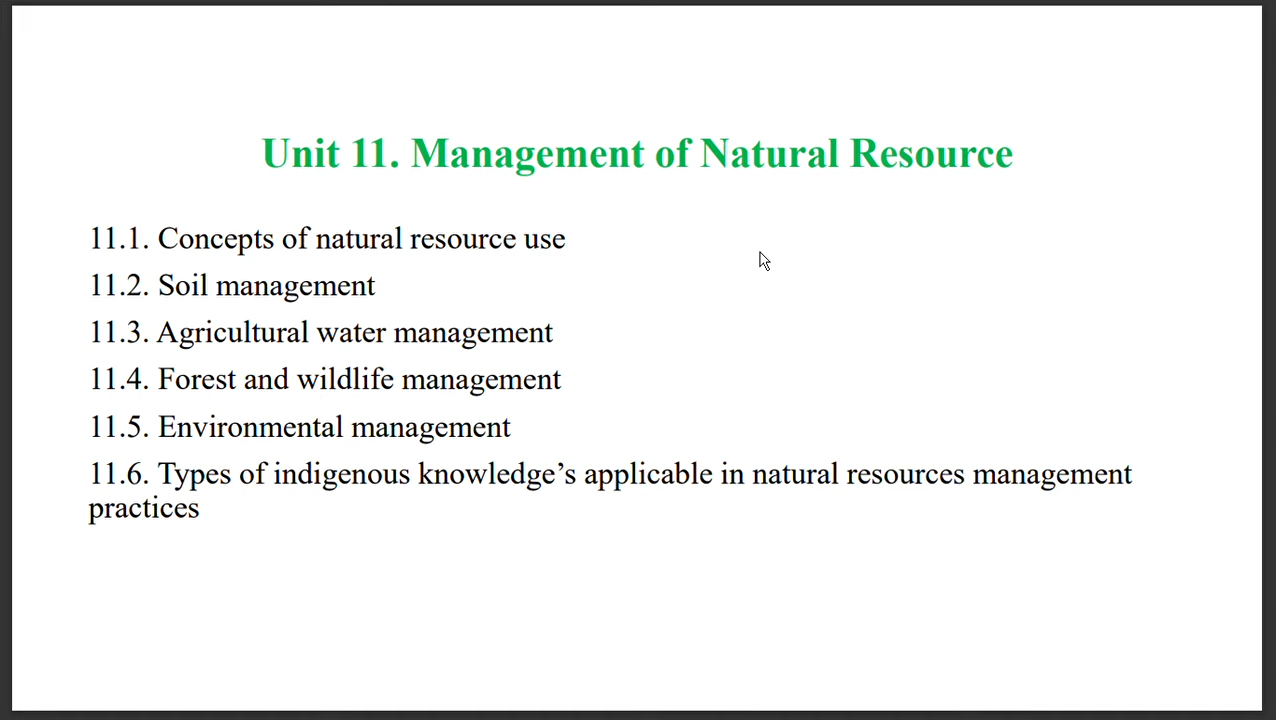 Unit 11. Management of Natural Resource
11.1. Concepts of natural resource use
11.2. Soil management
11.3. Agricultural water management
11.4. Forest and wildlife management
11.5. Environmental management
11.6. Types of indigenous knowledge’s applicable in natural resources management
practices